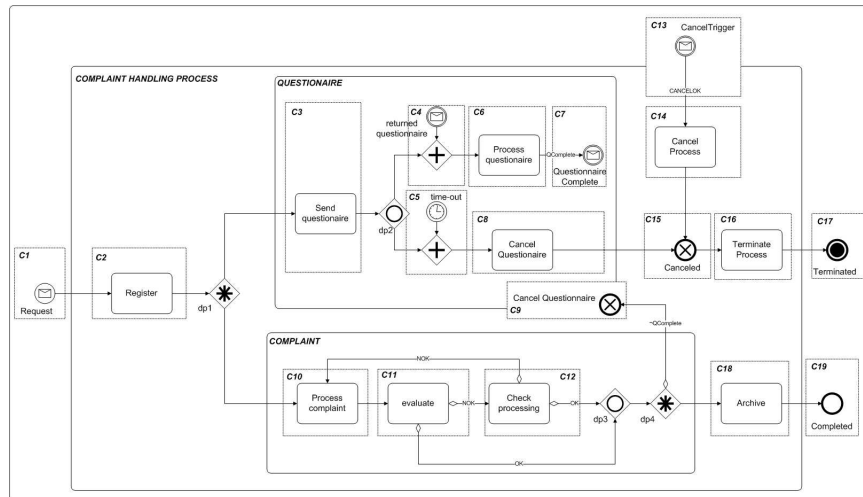 C13
CancelTrigger
CANCELOK
COMPLAINT HANDLING PROCESS
QUESTIONAIRE
C3
C4
returned
questionnaire
C6
C7
C14
Cancel
Process
Process
questionaire
QComplete
Questionnaire
Complete
C5
time-out
Send
questionaire
dp2
C8
Cancel
Questionaire
C15
Canceled
C16
Terminate
Process
C17
Terminated
C1
Request
C2
Register
dp1
Cancel Questionnaire
C9
~QComplete
COMPLAINT
NOK
C10
Process
complaint
C11
evaluate
NOK
C12
Check
processing
OK
dp3
dp4
OK
C18
Archive
C19
Completed